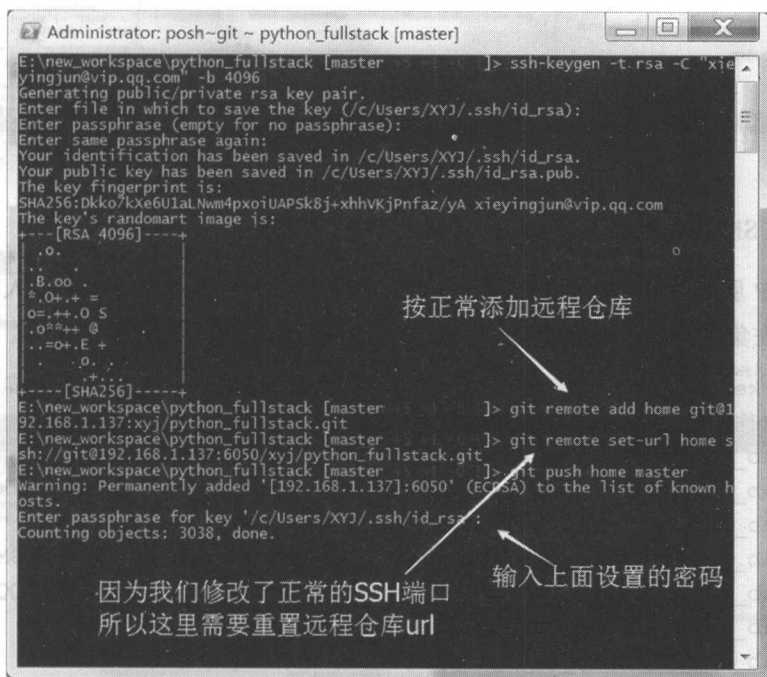 Administrator: posh~git ~ python_fullstack [master]
E:\new_workspace\python_fullstack [master ]> ssh-keygen -t rsa -C "xie
yingjun@vip.qq.com" -b 4096
Generating public/private rsa key pair.
Enter file in which to save the key (/c/Users/XYJ/.ssh/id_rsa):
Enter passphrase (empty for no passphrase):
Enter same passphrase again:
Your identification has been saved in /c/Users/XYJ/.ssh/id_rsa.
Your public key has been saved in /c/Users/XYJ/.ssh/id_rsa.pub.
The key fingerprint is:
SHA256:Dkko7kXe6U1aLNwm4pxoiUAPSk8j+xhhVKjPnfaz/yA xieyingjun@vip.qq.com
The key's randomart image is:
+---[RSA 4096]----+
| .o.
|.. .
|.B.oo .
|*.O+.+ =
|o=.++.O S
|.o**++ @
|..=o+.E +
| . .o. .
| .+...
+----[SHA256]-----+
按正常添加远程仓库
E:\new_workspace\python_fullstack [master ]> git remote add home git@1
92.168.1.137:xyj/python_fullstack.git
E:\new_workspace\python_fullstack [master ]> git remote set-url home s
sh://git@192.168.1.137:6050/xyj/python_fullstack.git
E:\new_workspace\python_fullstack [master ]> git push home master
Warning: Permanently added '[192.168.1.137]:6050' (ECDSA) to the list of known h
osts.
Enter passphrase for key '/c/Users/XYJ/.ssh/id_rsa':
Counting objects: 3038, done.
输入上面设置的密码
因为我们修改了正常的SSH端口
所以这里需要重置远程仓库url